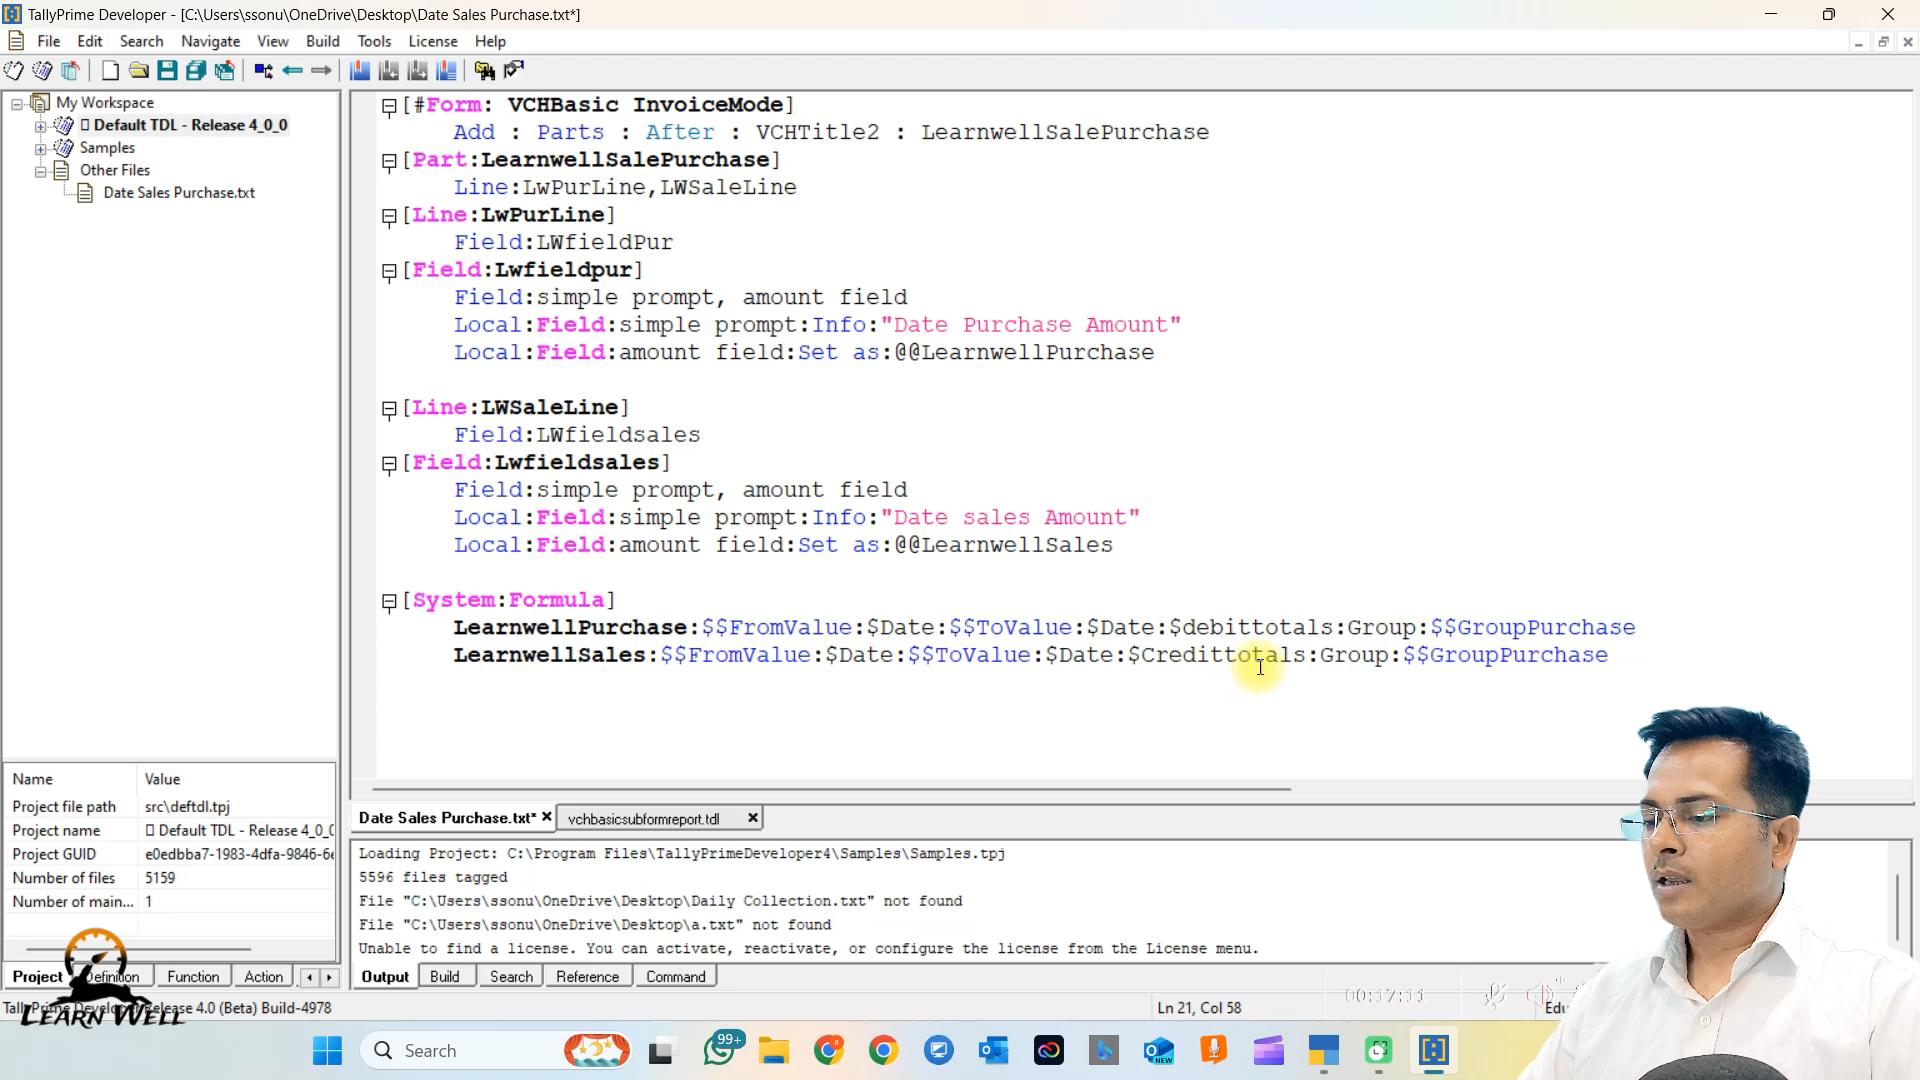 TallyPrime Developer - [C:\Users\ssonu\OneDrive\Desktop\Date Sales Purchase.txt*]
File Edit Search Navigate View Build Tools License Help
My Workspace
Default TDL - Release 4_0_0
Samples
Other Files
Date Sales Purchase.txt
[#Form: VCHBasic InvoiceMode]
Add : Parts : After : VCHTitle2 : LearnwellSalePurchase
[Part:LearnwellSalePurchase]
Line:LwPurLine,LWSaleLine
[Line:LwPurLine]
Field:LWfieldPur
[Field:Lwfieldpur]
Field:simple prompt, amount field
Local:Field:simple prompt:Info:"Date Purchase Amount"
Local:Field:amount field:Set as:@@LearnwellPurchase
[Line:LWSaleLine]
Field:LWfieldsales
[Field:Lwfieldsales]
Field:simple prompt, amount field
Local:Field:simple prompt:Info:"Date sales Amount"
Local:Field:amount field:Set as:@@LearnwellSales
[System:Formula]
LearnwellPurchase:$$FromValue:$Date:$$ToValue:$Date:$debittotals:Group:$$GroupPurchase
LearnwellSales:$$FromValue:$Date:$$ToValue:$Date:$Credittotals:Group:$$GroupPurchase
Name Value
Project file path src\deftdl.tpj
Project name Default TDL - Release 4_0_0
Project GUID e0edbba7-1983-4dfa-9846-6e
Number of files 5159
Number of main... 1
Project Definition Function Action
Date Sales Purchase.txt* vchbasicsubformreport.tdl
Loading Project: C:\Program Files\TallyPrimeDeveloper4\Samples\Samples.tpj
5596 files tagged
File "C:\Users\ssonu\OneDrive\Desktop\Daily Collection.txt" not found
File "C:\Users\ssonu\OneDrive\Desktop\a.txt" not found
Unable to find a license. You can activate, reactivate, or configure the license from the License menu.
Output Build Search Reference Command
TallyPrime Developer Release 4.0 (Beta) Build-4978
Ln 21, Col 58
00:17:11
Edu
LEARN WELL
Search
99+
NEW